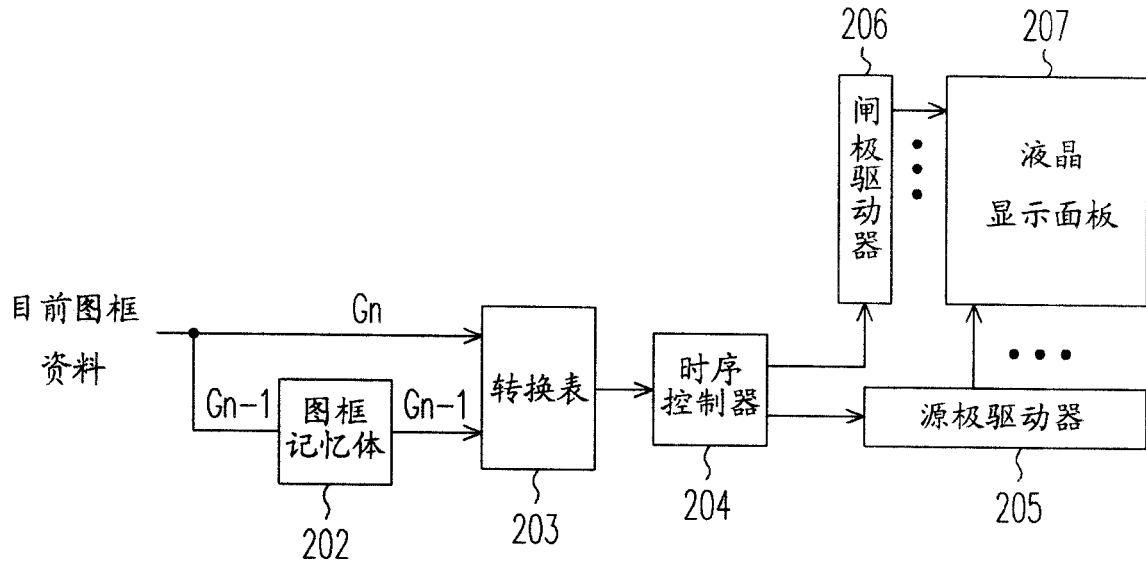 206
207
闸极驱动器
液晶
显示面板
目前图框
资料
Gn
Gn-1
图框
记忆体
Gn-1
转换表
时序
控制器
源极驱动器
202
203
204
205